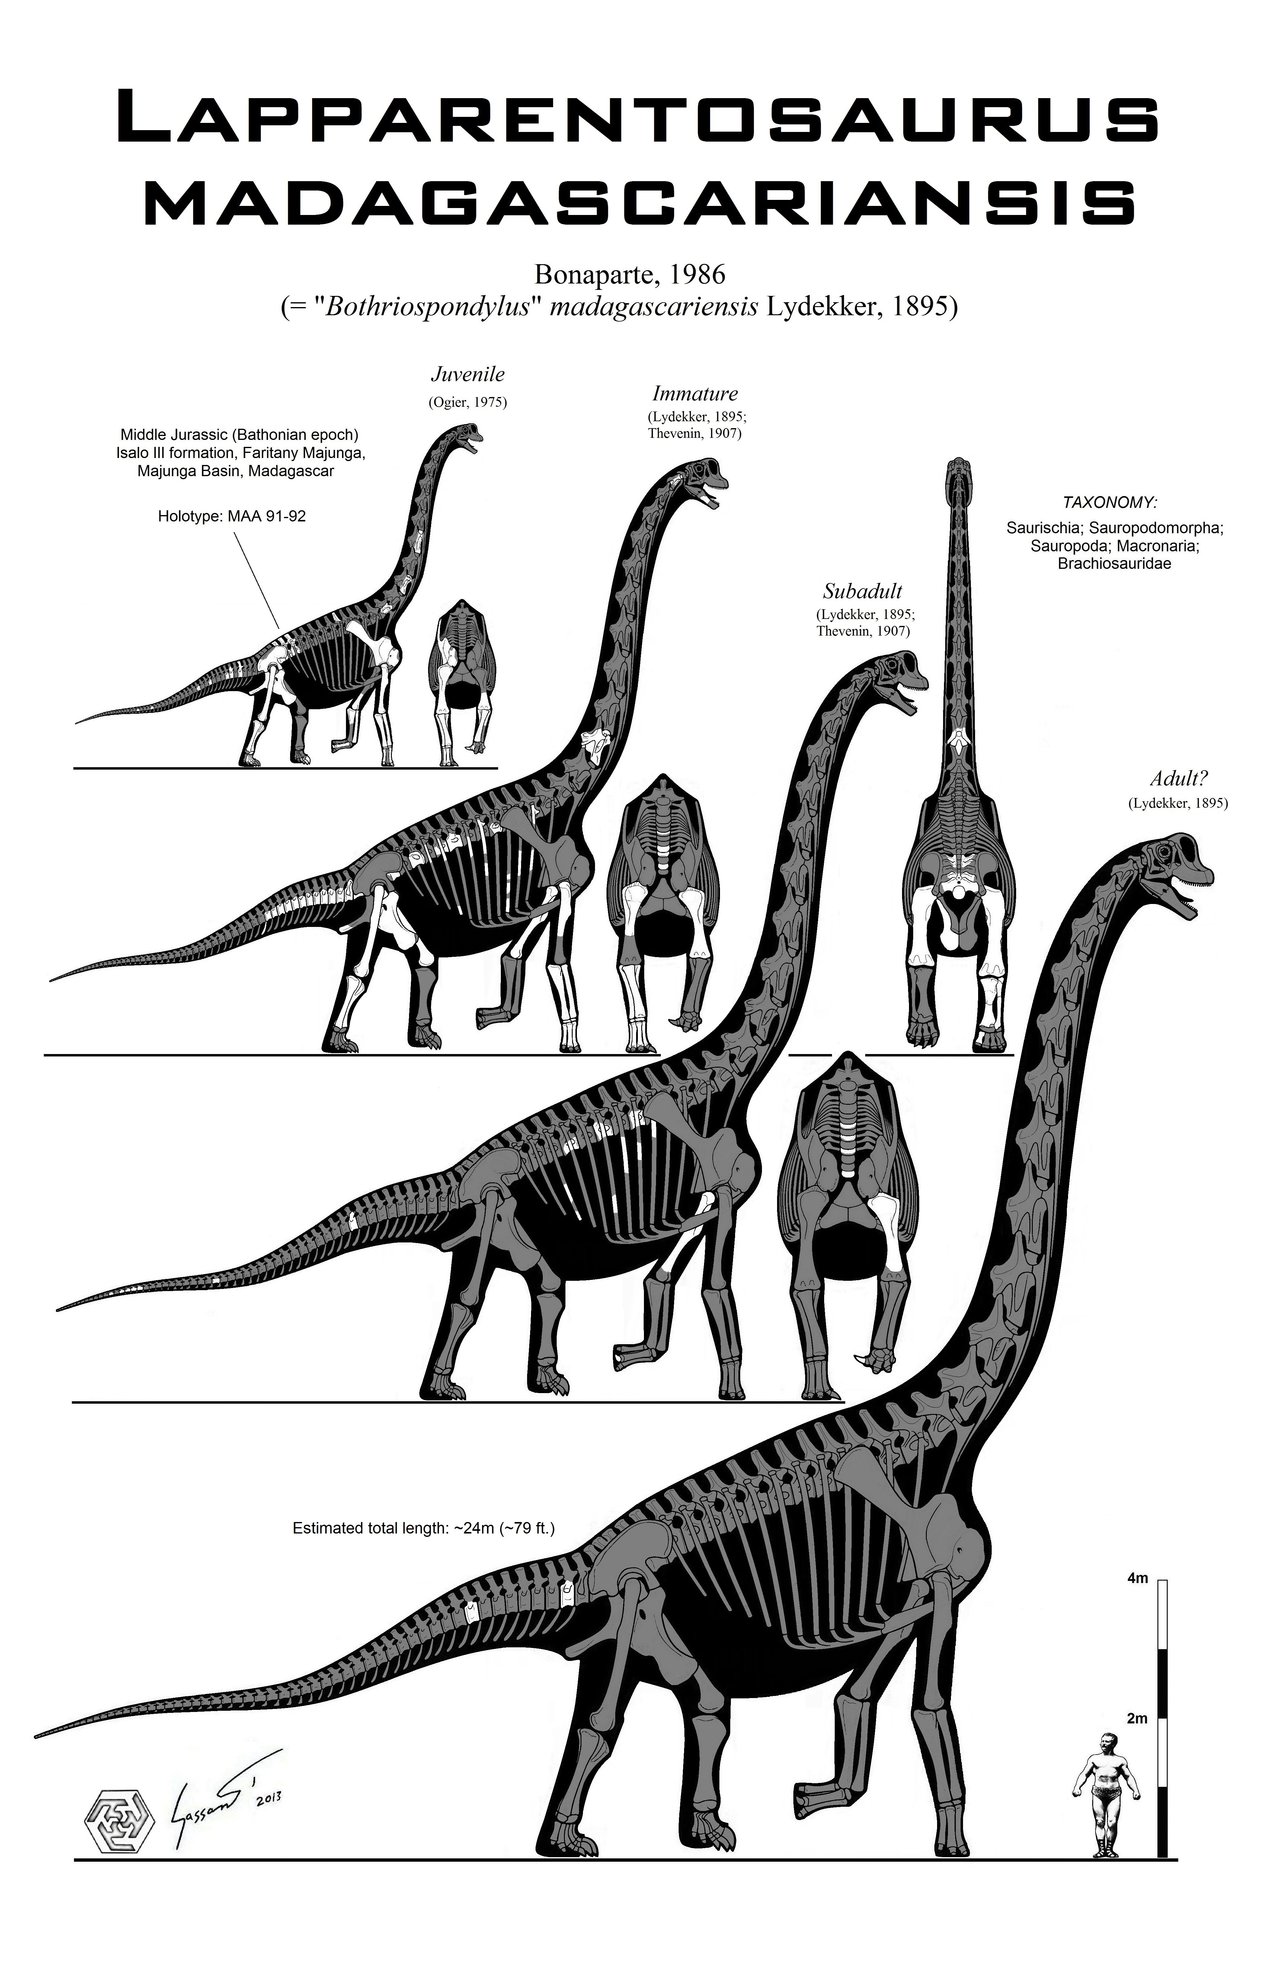 LAPPARENTOSAURUS
MADAGASCARIANSIS
Bonaparte, 1986
(= "Bothriospondylus" madagascariensis Lydekker, 1895)
Juvenile
(Ogier, 1975)
Immature
(Lydekker, 1895;
Thevenin, 1907)
Middle Jurassic (Bathonian epoch)
Isalo III formation, Faritany Majunga,
Majunga Basin, Madagascar
Holotype: MAA 91-92
TAXONOMY:
Saurischia; Sauropodomorpha;
Sauropoda; Macronaria;
Brachiosauridae
Subadult
(Lydekker, 1895;
Thevenin, 1907)
Adult?
(Lydekker, 1895)
Estimated total length: ~24m (~79 ft.)
4m
2m
2013